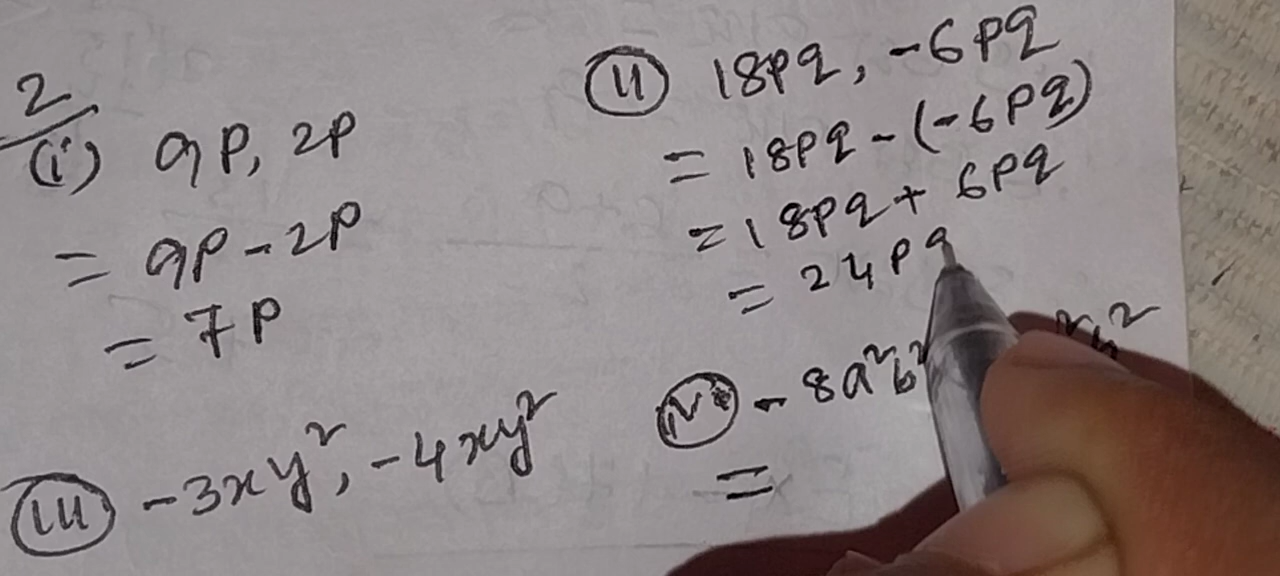 2
(i) 9P, 2P
= 9P - 2P
= 7P
(ii) 18pq, -6pq
= 18pq - (-6pq)
= 18pq + 6pq
= 24pq
(iii) -3xy², -4xy²
(iv) -8a²b²
=